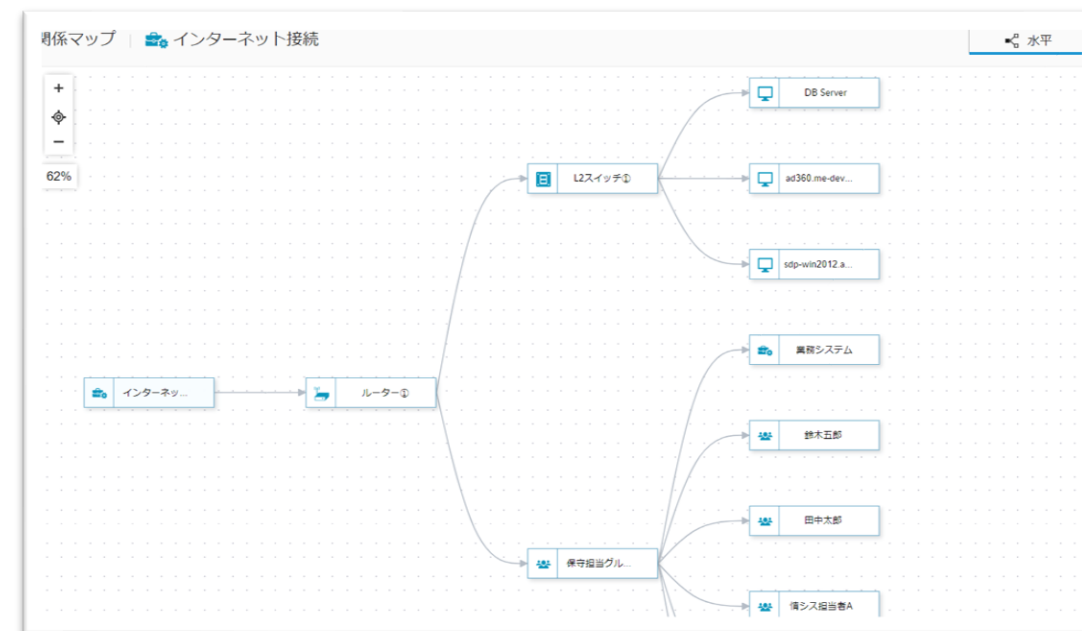 関係マップ
インターネット接続
水平
+
−
62%
DB Server
L2スイッチ①
ad360.me-dev...
sdp-win2012.a...
業務システム
インターネッ...
ルーター①
鈴木五郎
田中太郎
保守担当グル...
情シス担当者A